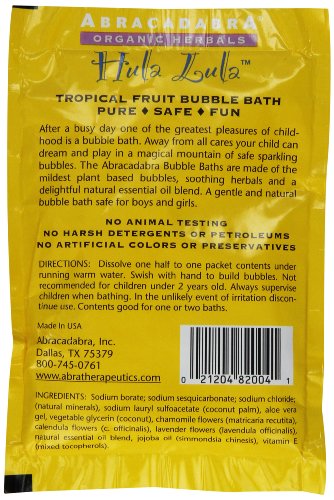 ABRACADABRA®
ORGANIC HERBALS
Hula Lula™
TROPICAL FRUIT BUBBLE BATH
PURE ♦ SAFE ♦ FUN
After a busy day one of the greatest pleasures of child-
hood is a bubble bath. Away from all cares your child can
dream and play in a magical mountain of safe sparkling
bubbles. The Abracadabra Bubble Baths are made of the
mildest plant based bubbles, soothing herbals and a
delightful natural essential oil blend. A gentle and natural
bubble bath safe for boys and girls.
NO ANIMAL TESTING
NO HARSH DETERGENTS OR PETROLEUMS
NO ARTIFICIAL COLORS OR PRESERVATIVES
DIRECTIONS: Dissolve one half to one packet contents under
running warm water. Swish with hand to build bubbles. Not
recommended for children under 2 years old. Always supervise
children when bathing. In the unlikely event of irritation discon-
tinue use. Contents good for one or two baths.
Made In USA
Abracadabra, Inc.
Dallas, TX 75379
800-745-0761
www.abratherapeutics.com
0 21204 82004 1
INGREDIENTS: Sodium borate; sodium sesquicarbonate; sodium chloride;
(natural minerals), sodium lauryl sulfoacetate (coconut palm), aloe vera
gel, vegetable glycerin (coconut), chamomile flowers (matricaria recutita),
calendula flowers (c. officinalis), lavender flowers (lavendula officinalis),
natural essential oil blend, jojoba oil (simmondsia chinesis), vitamin E
(mixed tocopherols).